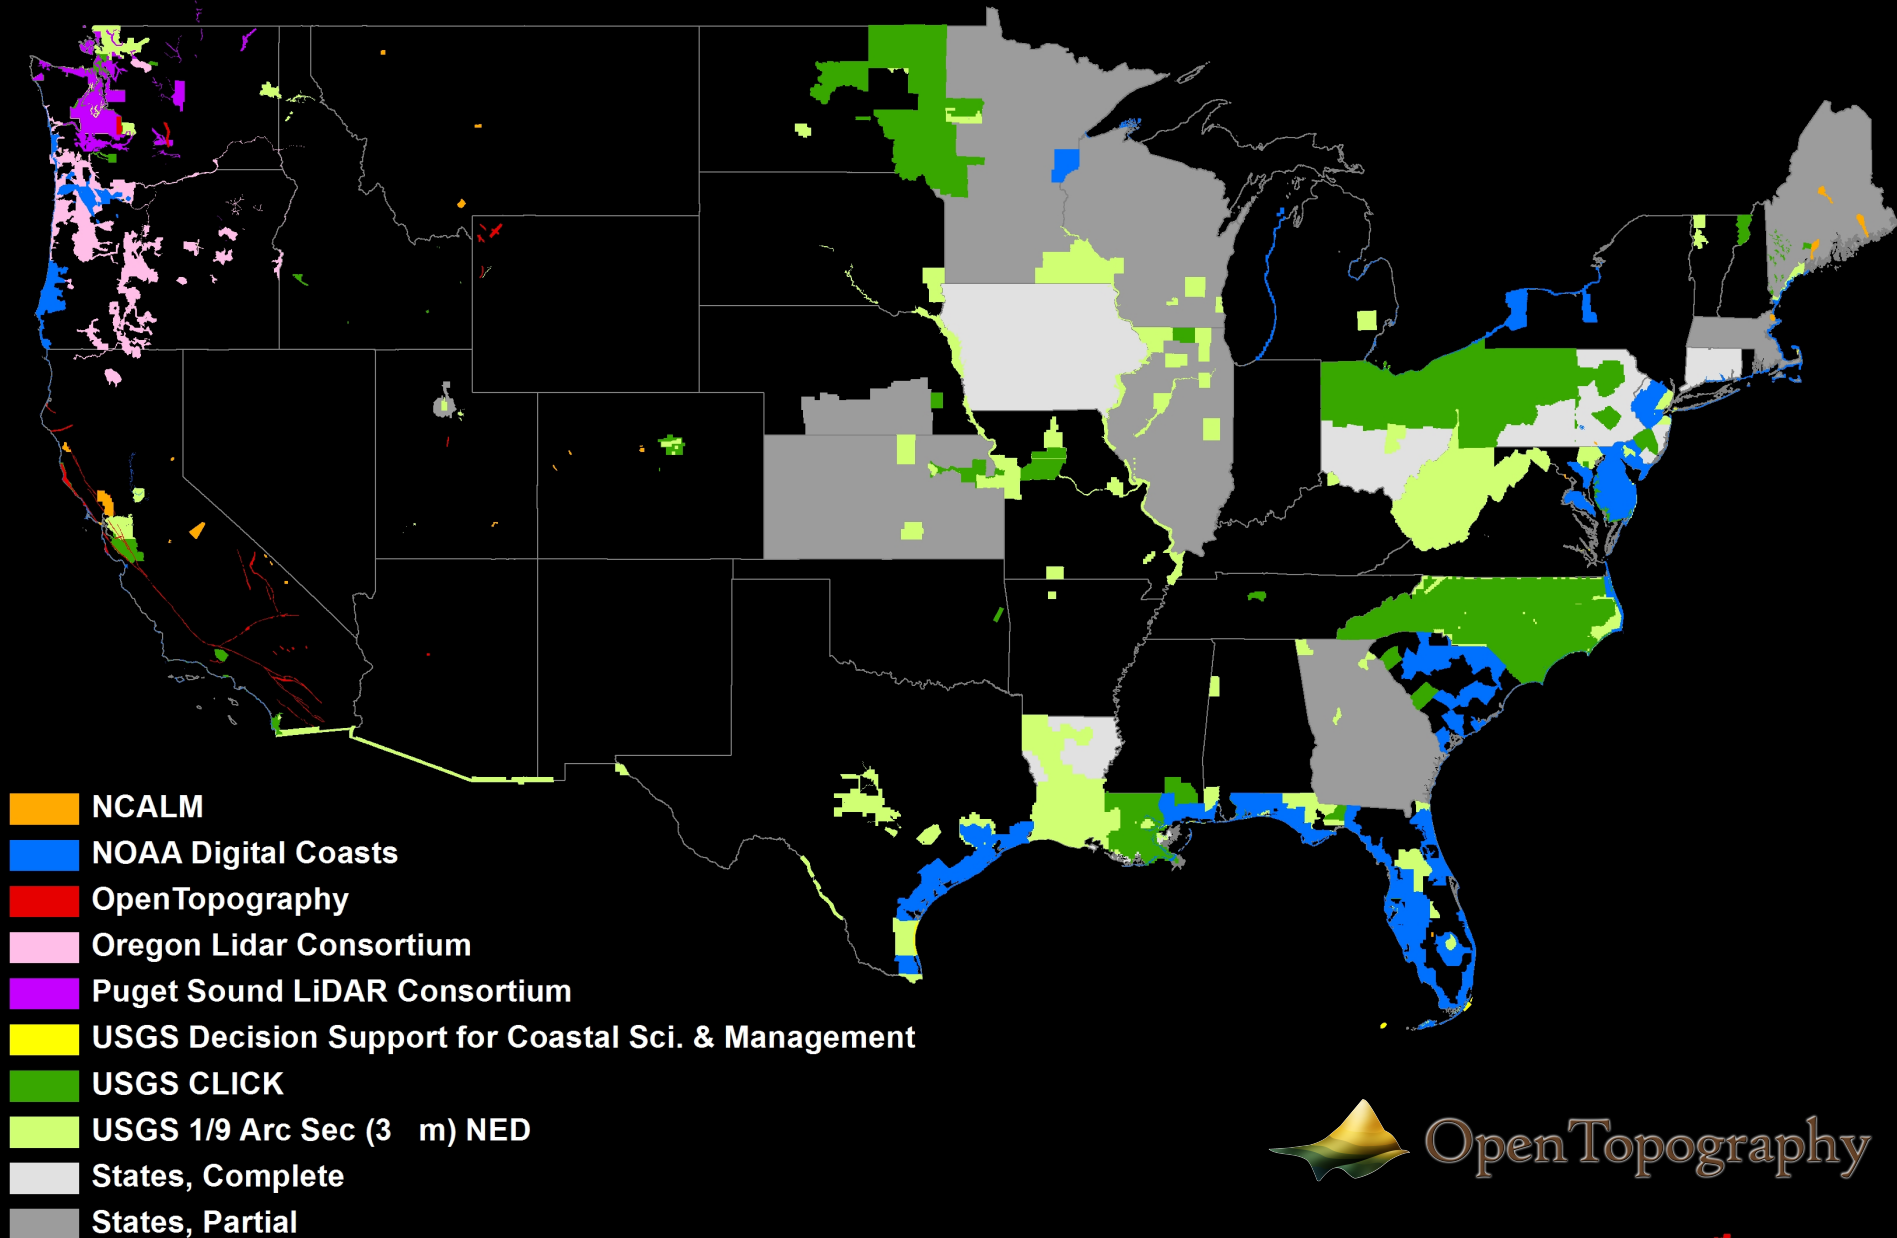 NCALM
NOAA Digital Coasts
OpenTopography
Oregon Lidar Consortium
Puget Sound LiDAR Consortium
USGS Decision Support for Coastal Sci. & Management
USGS CLICK
USGS 1/9 Arc Sec (3 m) NED
States, Complete
States, Partial
OpenTopography